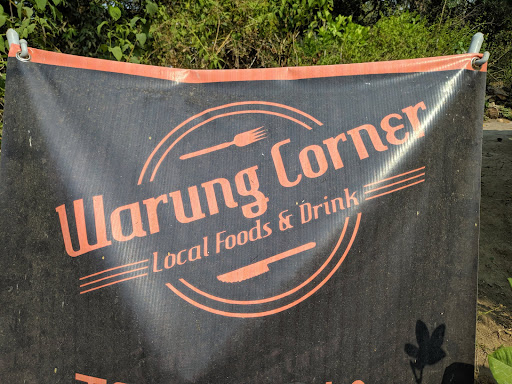 Warung Corner
Local Foods & Drink